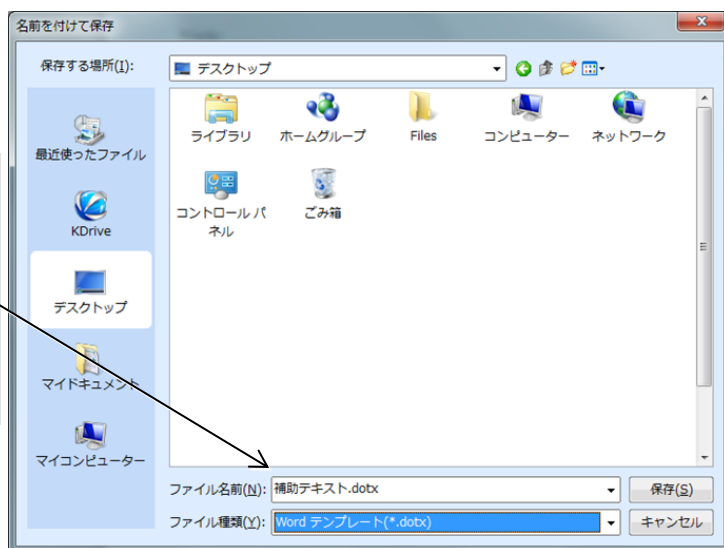 名前を付けて保存
保存する場所(I):
デスクトップ
最近使ったファイル
KDrive
デスクトップ
マイドキュメント
マイコンピューター
ライブラリ
ホームグループ
Files
コンピューター
ネットワーク
コントロール パ
ネル
ごみ箱
ファイル名前(N):
補助テキスト.dotx
保存(S)
ファイル種類(Y):
Word テンプレート(*.dotx)
キャンセル